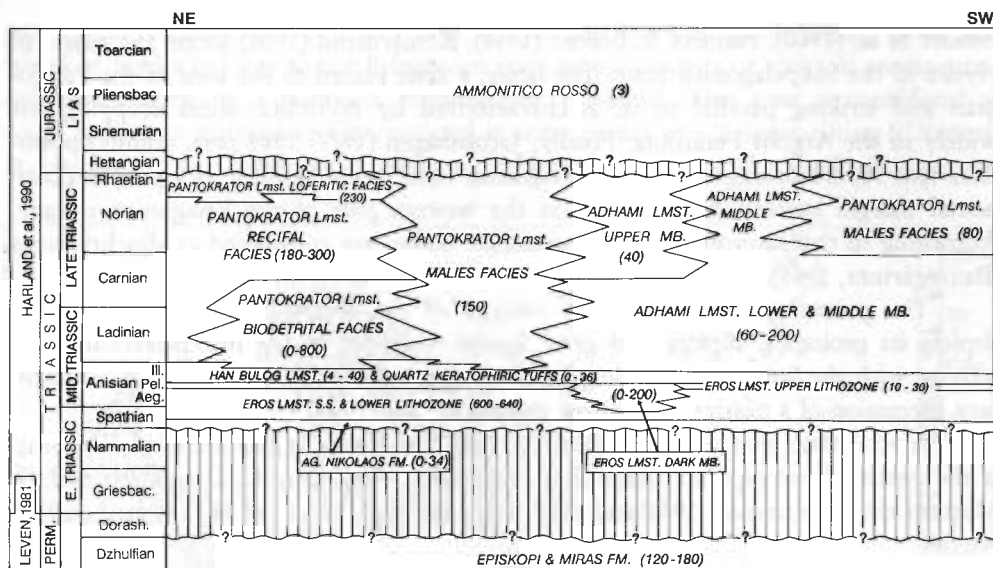 NE
SW
HARLAND et al., 1990
LEVEN, 1981
JURASSIC
LIAS
TRIASSIC
LATE TRIASSIC
MID. TRIASSIC
E. TRIASSIC
PERM.
Toarcian
Pliensbac.
Sinemurian
Hettangian
Rhaetian
Norian
Carnian
Ladinian
Ill.
Anisian Pel.
Aeg.
Spathian
Nammalian
Griesbac.
Dorash.
Dzhulfian
AMMONITICO ROSSO (3)
? ? ? ? ? ?
PANTOKRATOR Lmst. LOFERITIC FACIES
(230)
PANTOKRATOR Lmst.
RECIFAL
FACIES (180-300)
PANTOKRATOR Lmst.
MALIES FACIES
(150)
ADHAMI LMST.
UPPER MB.
(40)
ADHAMI LMST.
MIDDLE
MB.
PANTOKRATOR Lmst.
MALIES FACIES (80)
PANTOKRATOR Lmst.
BIODETRITAL FACIES
(0-800)
ADHAMI LMST. LOWER & MIDDLE MB.
(60-200)
HAN BULOG LMST. (4 - 40) & QUARTZ KERATOPHIRIC TUFFS (0-36)
EROS LMST. UPPER LITHOZONE (10 - 30)
(0-200)
EROS LMST. S.S. & LOWER LITHOZONE (600-640)
AG. NIKOLAOS FM. (0-34)
EROS LMST. DARK MB.
EPISKOPI & MIRAS FM. (120-180)